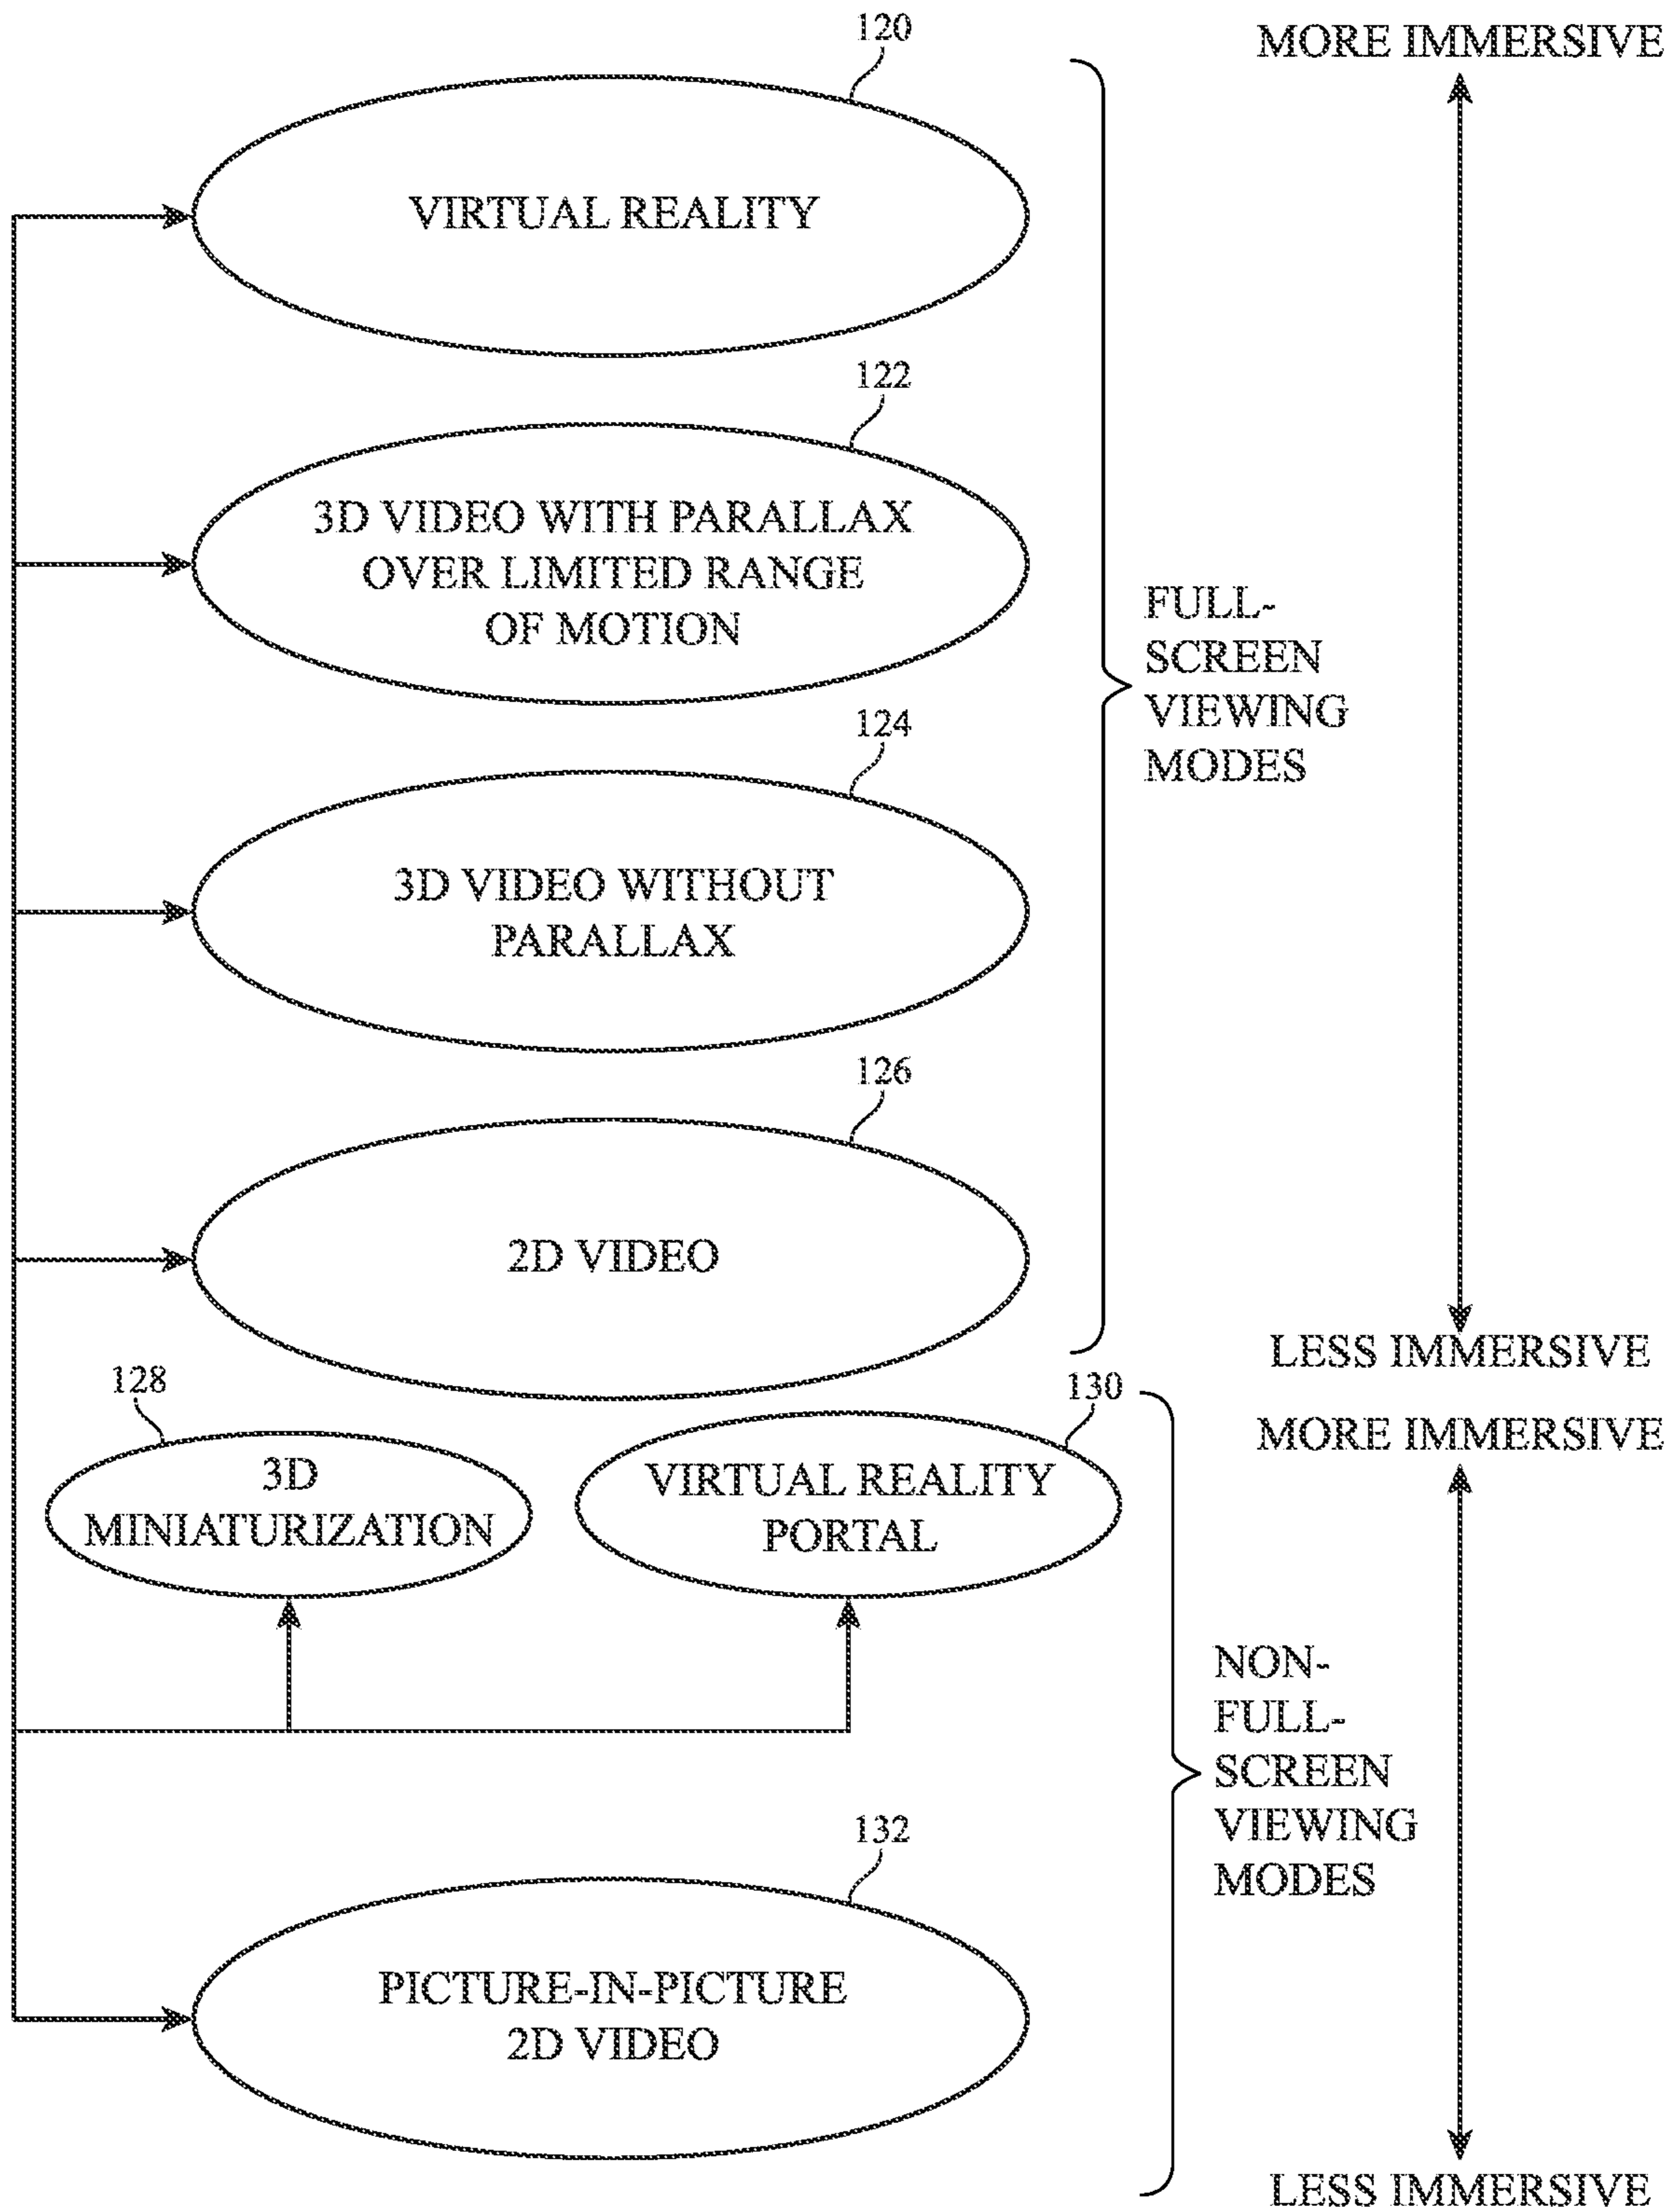 120
MORE IMMERSIVE
VIRTUAL REALITY
122
3D VIDEO WITH PARALLAX
OVER LIMITED RANGE
OF MOTION
FULL-
SCREEN
VIEWING
MODES
124
3D VIDEO WITHOUT
PARALLAX
126
2D VIDEO
LESS IMMERSIVE
128
3D
MINIATURIZATION
130
VIRTUAL REALITY
PORTAL
MORE IMMERSIVE
NON-
FULL-
SCREEN
VIEWING
MODES
132
PICTURE-IN-PICTURE
2D VIDEO
LESS IMMERSIVE